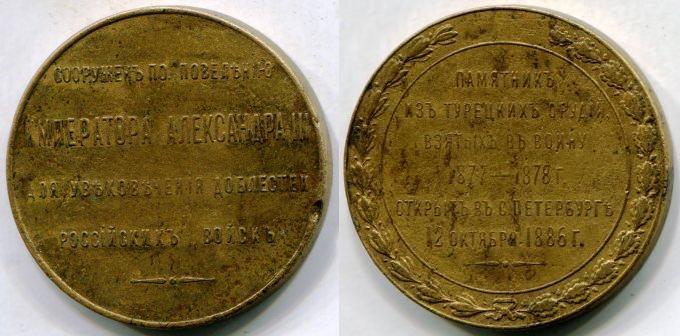 СООРУЖЕНЪ ПО ПОВЕЛѢНІЮ
ИМПЕРАТОРА АЛЕКСАНДРА III
ДЛЯ УВѢКОВѢЧЕНІЯ ДОБЛЕСТЕЙ
РОССІЙСКИХЪ ВОЙСКЪ
ПАМЯТНИКЪ
ИЗЪ ТУРЕЦКИХЪ ОРУДІЙ
ВЗЯТЫХЪ ВЪ ВОЙНУ
1877—1878 Г.
ОТКРЫТЪ ВЪ С. ПЕТЕРБУРГѢ
12 ОКТЯБРЯ 1886 Г.